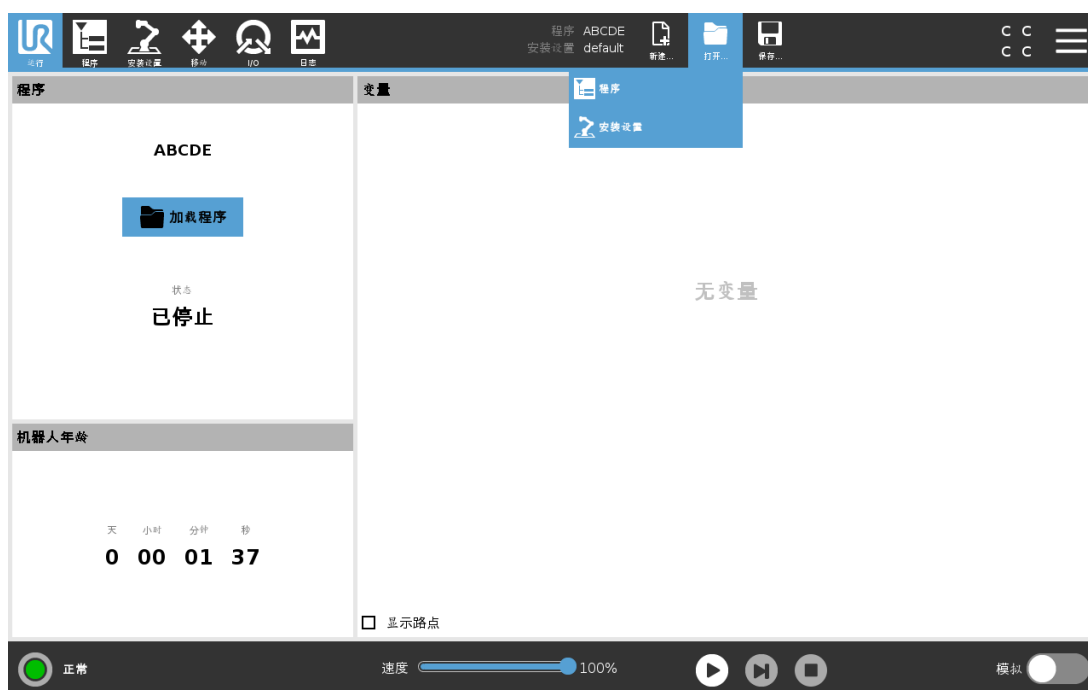 程序 ABCDE
安装设置 default
C C
C C
运行 程序 安装设置 移动 I/O 日志 新建... 打开... 保存...
程序
安装设置
程序
ABCDE
加载程序
状态
已停止
变量
无变量
显示路点
机器人年龄
天 小时 分钟 秒
0 00 01 37
正常
速度 100%
模拟